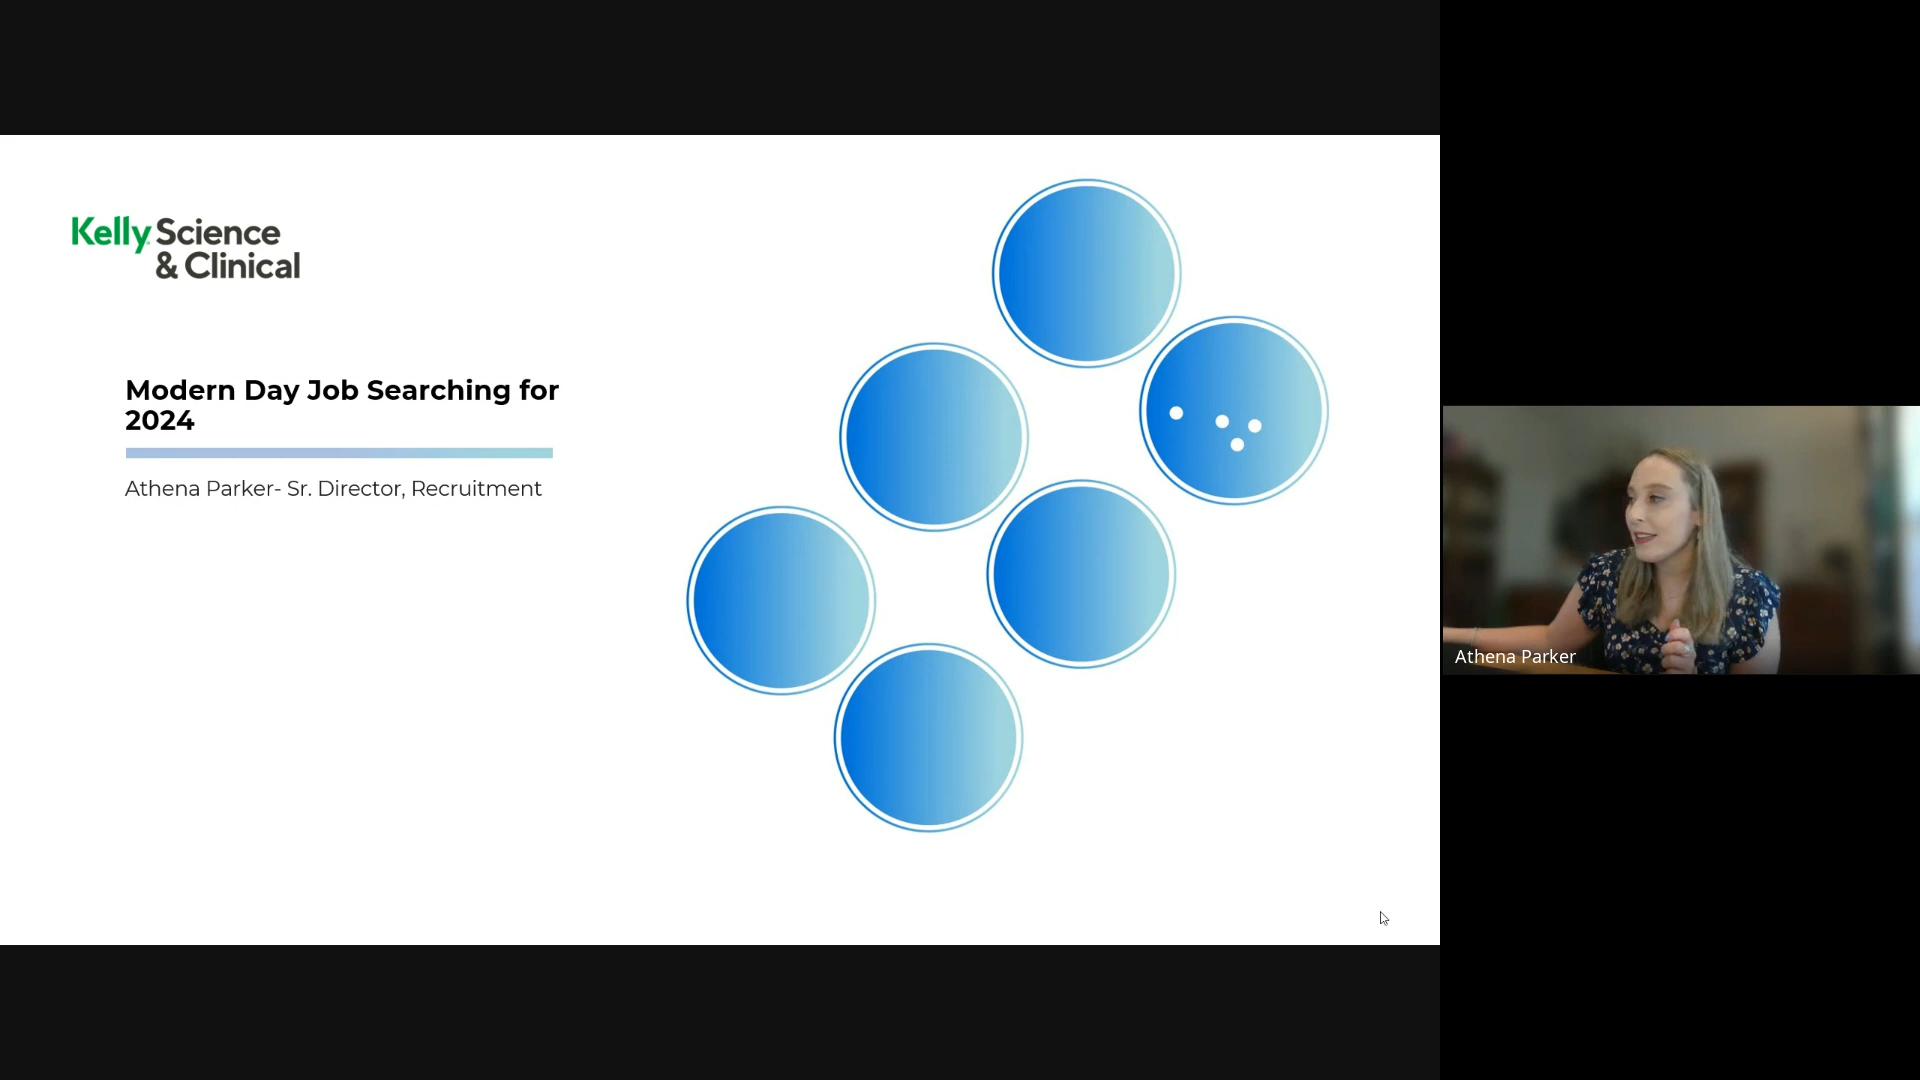 Kelly Science
& Clinical
Modern Day Job Searching for
2024
Athena Parker- Sr. Director, Recruitment
Athena Parker